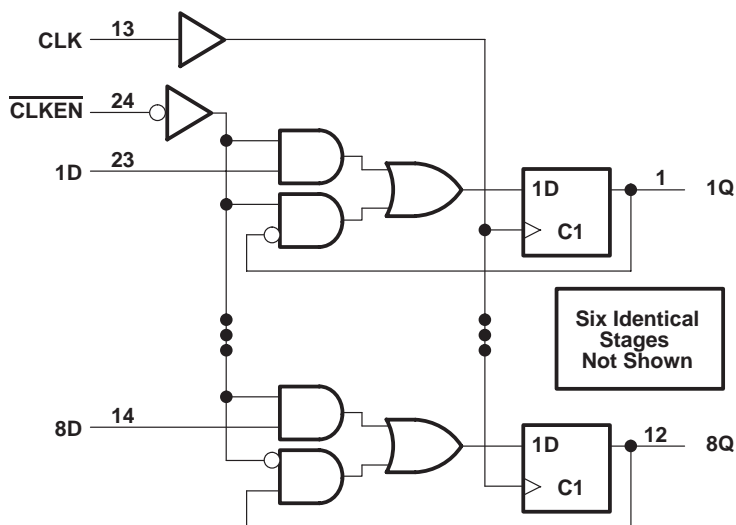 CLK 13
CLKEN 24
1D 23
1D
C1
1 1Q
Six Identical
Stages
Not Shown
8D 14
1D
C1
12 8Q